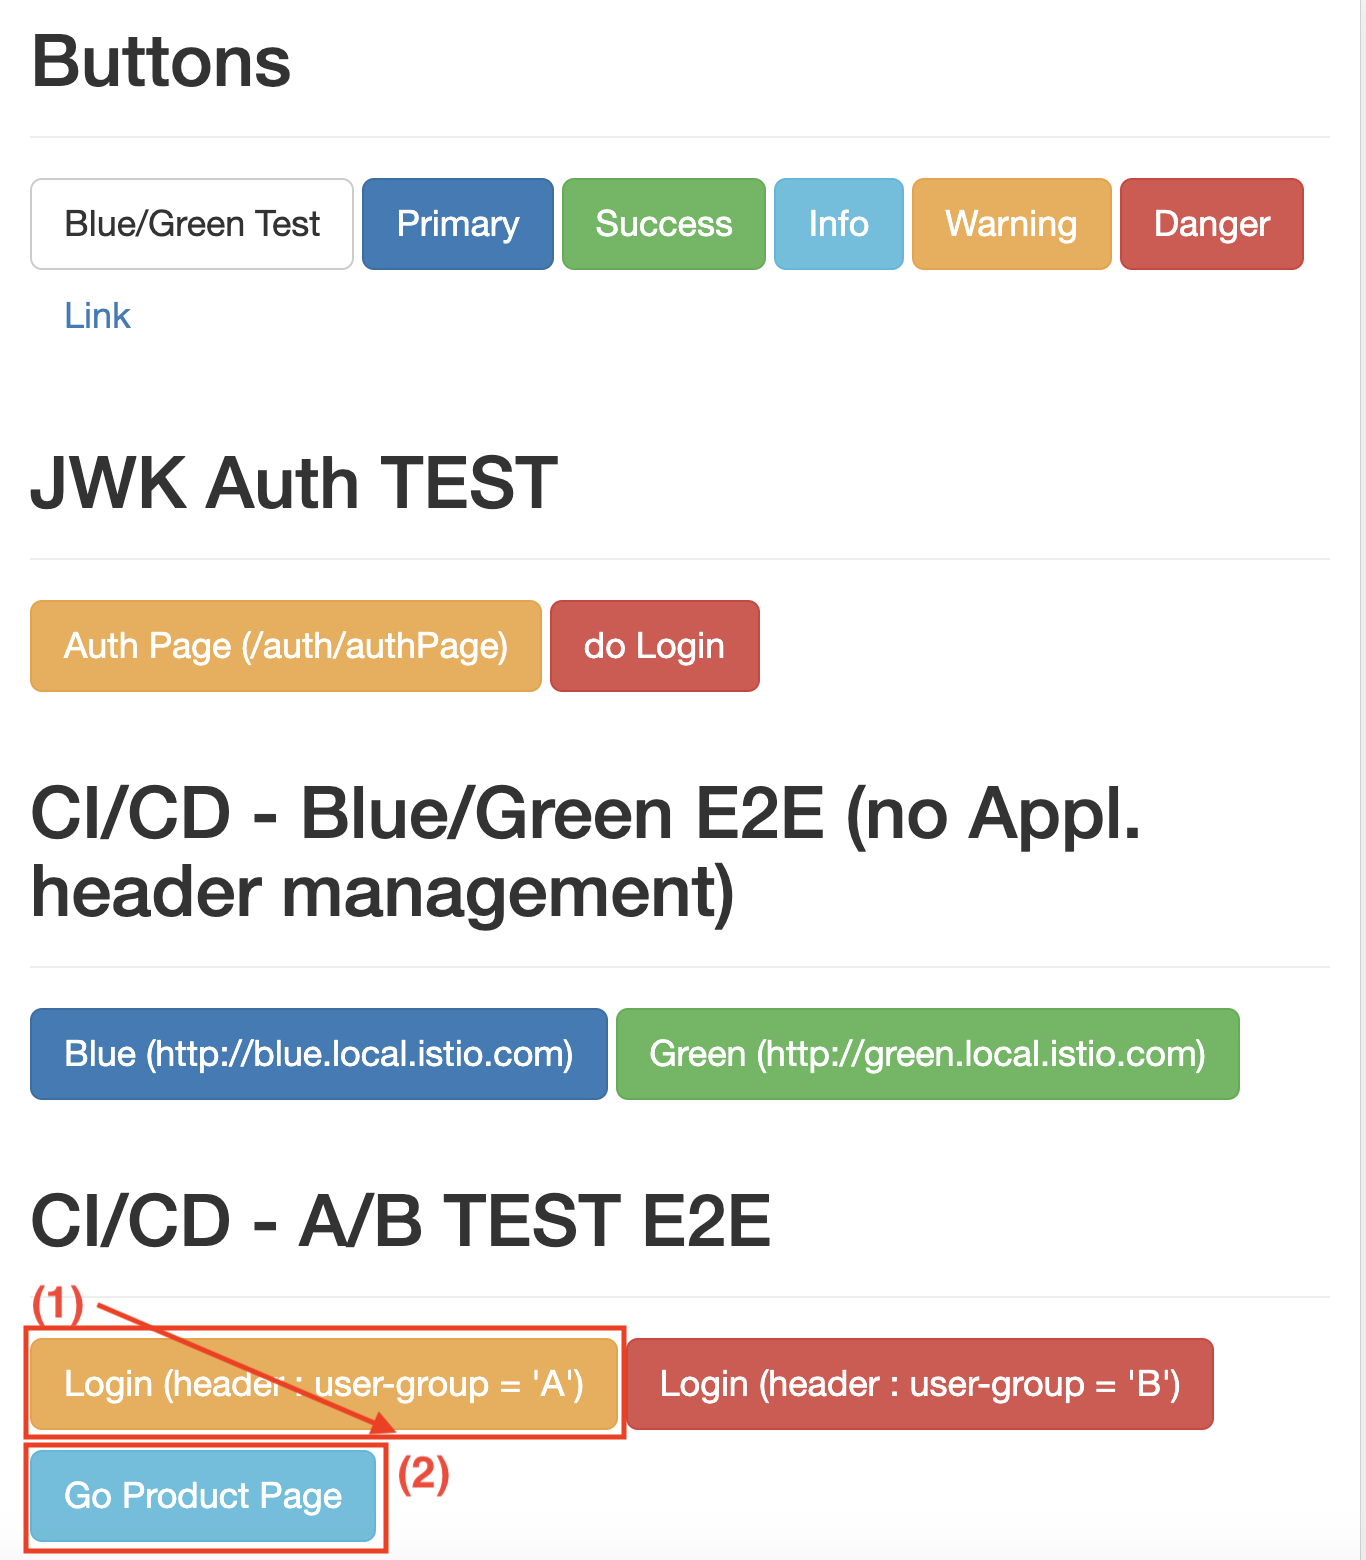 Buttons
Blue/Green Test Primary Success Info Warning Danger
Link
JWK Auth TEST
Auth Page (/auth/authPage) do Login
CI/CD - Blue/Green E2E (no Appl.
header management)
Blue (http://blue.local.istio.com) Green (http://green.local.istio.com)
CI/CD - A/B TEST E2E
(1)
Login (header : user-group = 'A') Login (header : user-group = 'B')
Go Product Page (2)